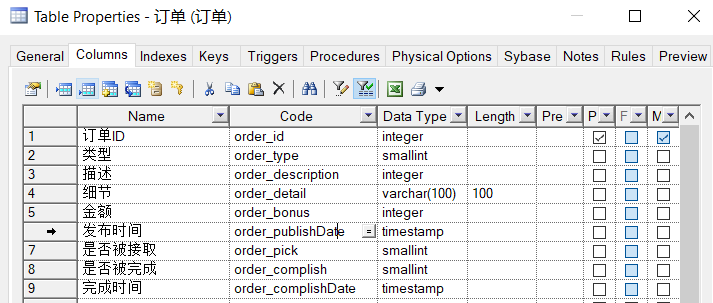 Table Properties - 订单 (订单)
General Columns Indexes Keys Triggers Procedures Physical Options Sybase Notes Rules Preview
Name Code Data Type Length Pre P F M
1 订单ID order_id integer
2 类型 order_type smallint
3 描述 order_description integer
4 细节 order_detail varchar(100) 100
5 金额 order_bonus integer
发布时间 order_publishDate = timestamp
7 是否被接取 order_pick smallint
8 是否被完成 order_complish smallint
9 完成时间 order_complishDate timestamp